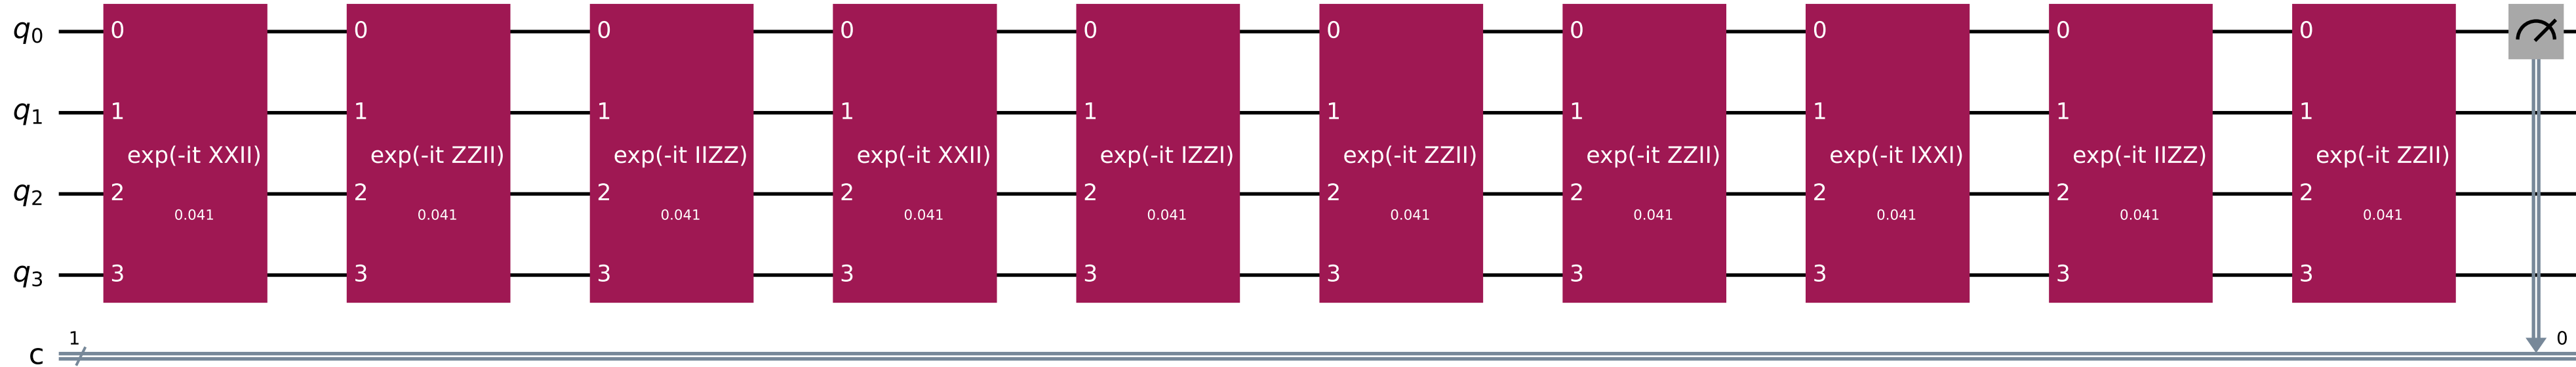 q0 0 0 0 0 0 0 0 0 0 0
q1 1 1 1 1 1 1 1 1 1 1
exp(-it XXII) exp(-it ZZII) exp(-it IIZZ) exp(-it XXII) exp(-it IZZI) exp(-it ZZII) exp(-it ZZII) exp(-it IXXI) exp(-it IIZZ) exp(-it ZZII)
q2 2 2 2 2 2 2 2 2 2 2
0.041 0.041 0.041 0.041 0.041 0.041 0.041 0.041 0.041 0.041
q3 3 3 3 3 3 3 3 3 3 3
1 0
c